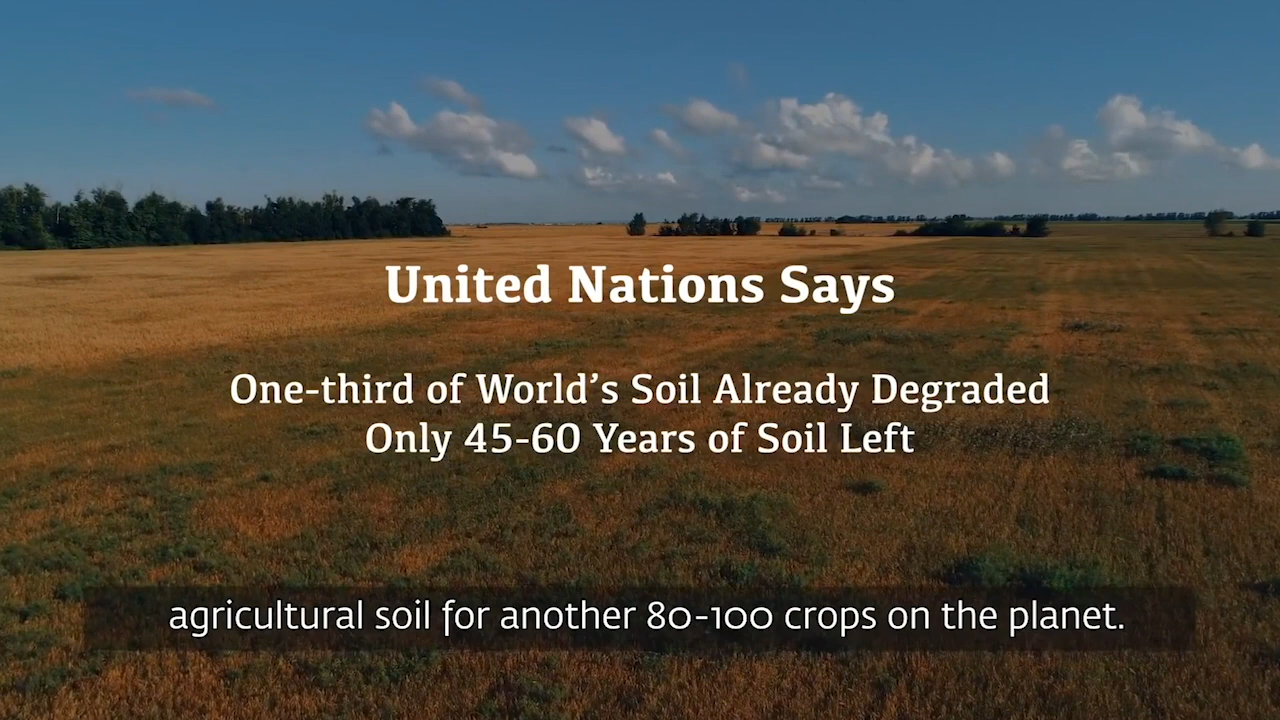 United Nations Says
One-third of World’s Soil Already Degraded
Only 45-60 Years of Soil Left
agricultural soil for another 80-100 crops on the planet.